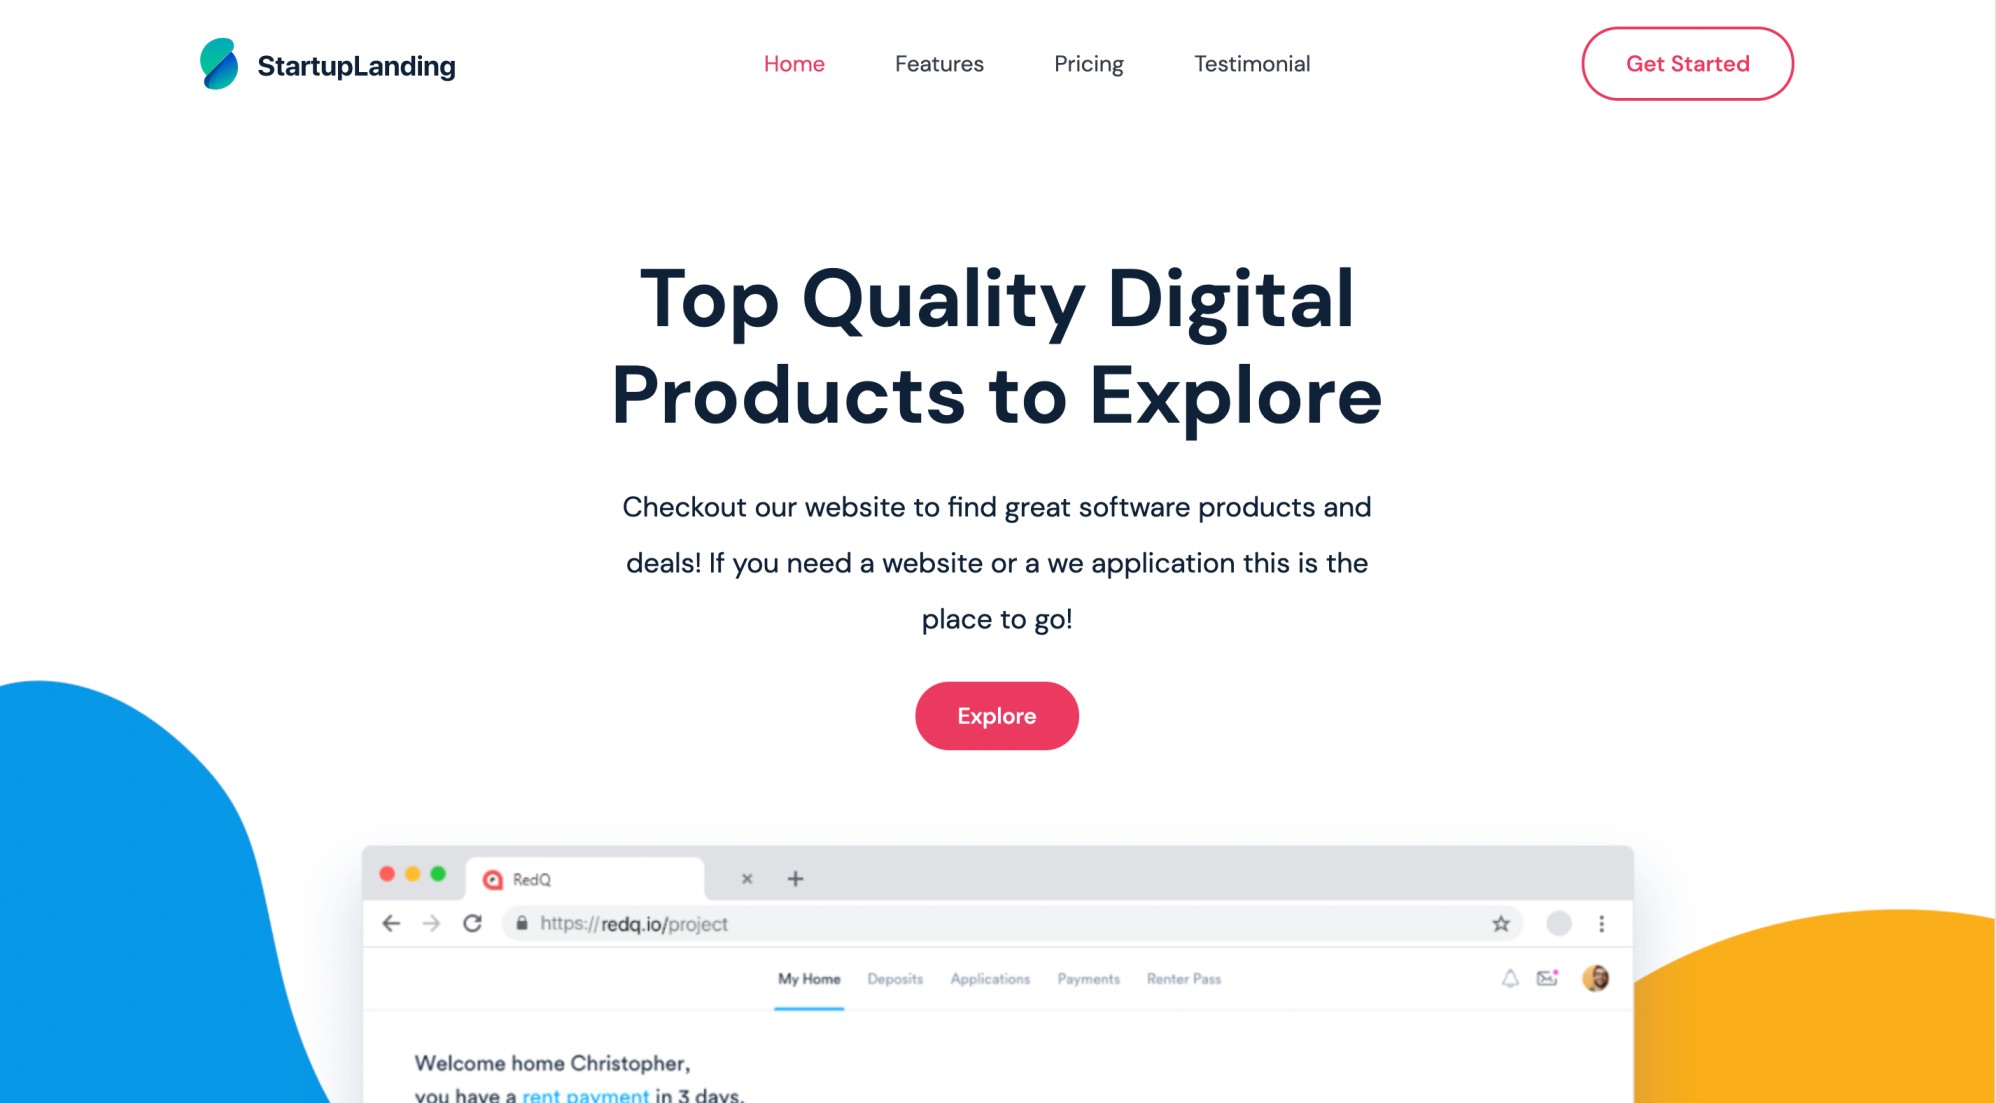 StartupLanding
Home Features Pricing Testimonial
Get Started
Top Quality Digital
Products to Explore
Checkout our website to find great software products and
deals! If you need a website or a we application this is the
place to go!
Explore
RedQ
https://redq.io/project
My Home Deposits Applications Payments Renter Pass
Welcome home Christopher,
you have a rent payment in 3 days.